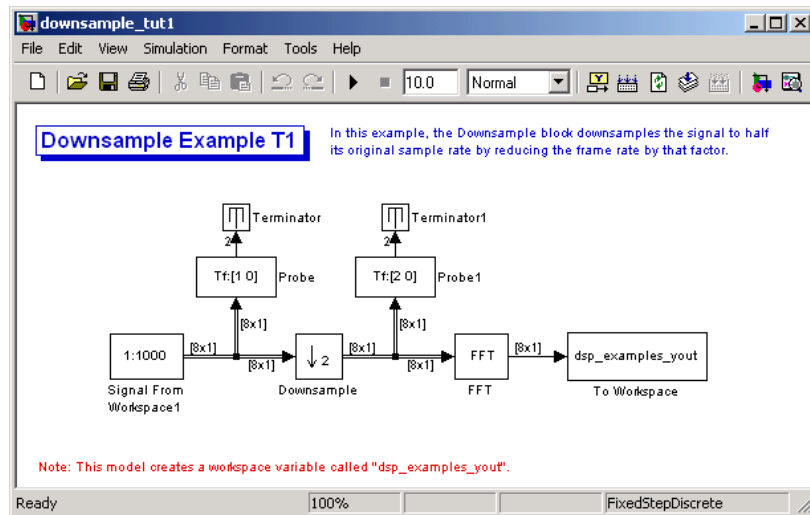 downsample_tut1
File Edit View Simulation Format Tools Help
10.0 Normal
Downsample Example T1
In this example, the Downsample block downsamples the signal to half
its original sample rate by reducing the frame rate by that factor.
Terminator
Terminator1
2
2
Tf:[1 0]
Probe
Tf:[2 0]
Probe1
[8x1]
[8x1]
1:1000
[8x1]
[8x1]
↓ 2
[8x1]
[8x1]
FFT
[8x1]
dsp_examples_yout
Signal From
Workspace1
Downsample
FFT
To Workspace
Note: This model creates a workspace variable called "dsp_examples_yout".
Ready
100%
FixedStepDiscrete